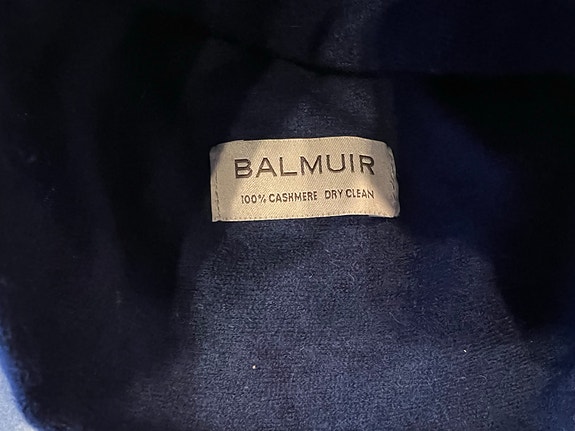 BALMUIR
100% CASHMERE DRY CLEAN